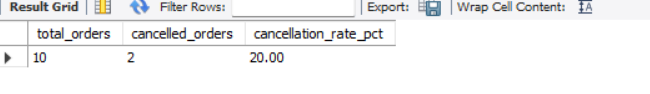 Result Grid Filter Rows: Export: Wrap Cell Content:
total_orders cancelled_orders cancellation_rate_pct
10 2 20.00